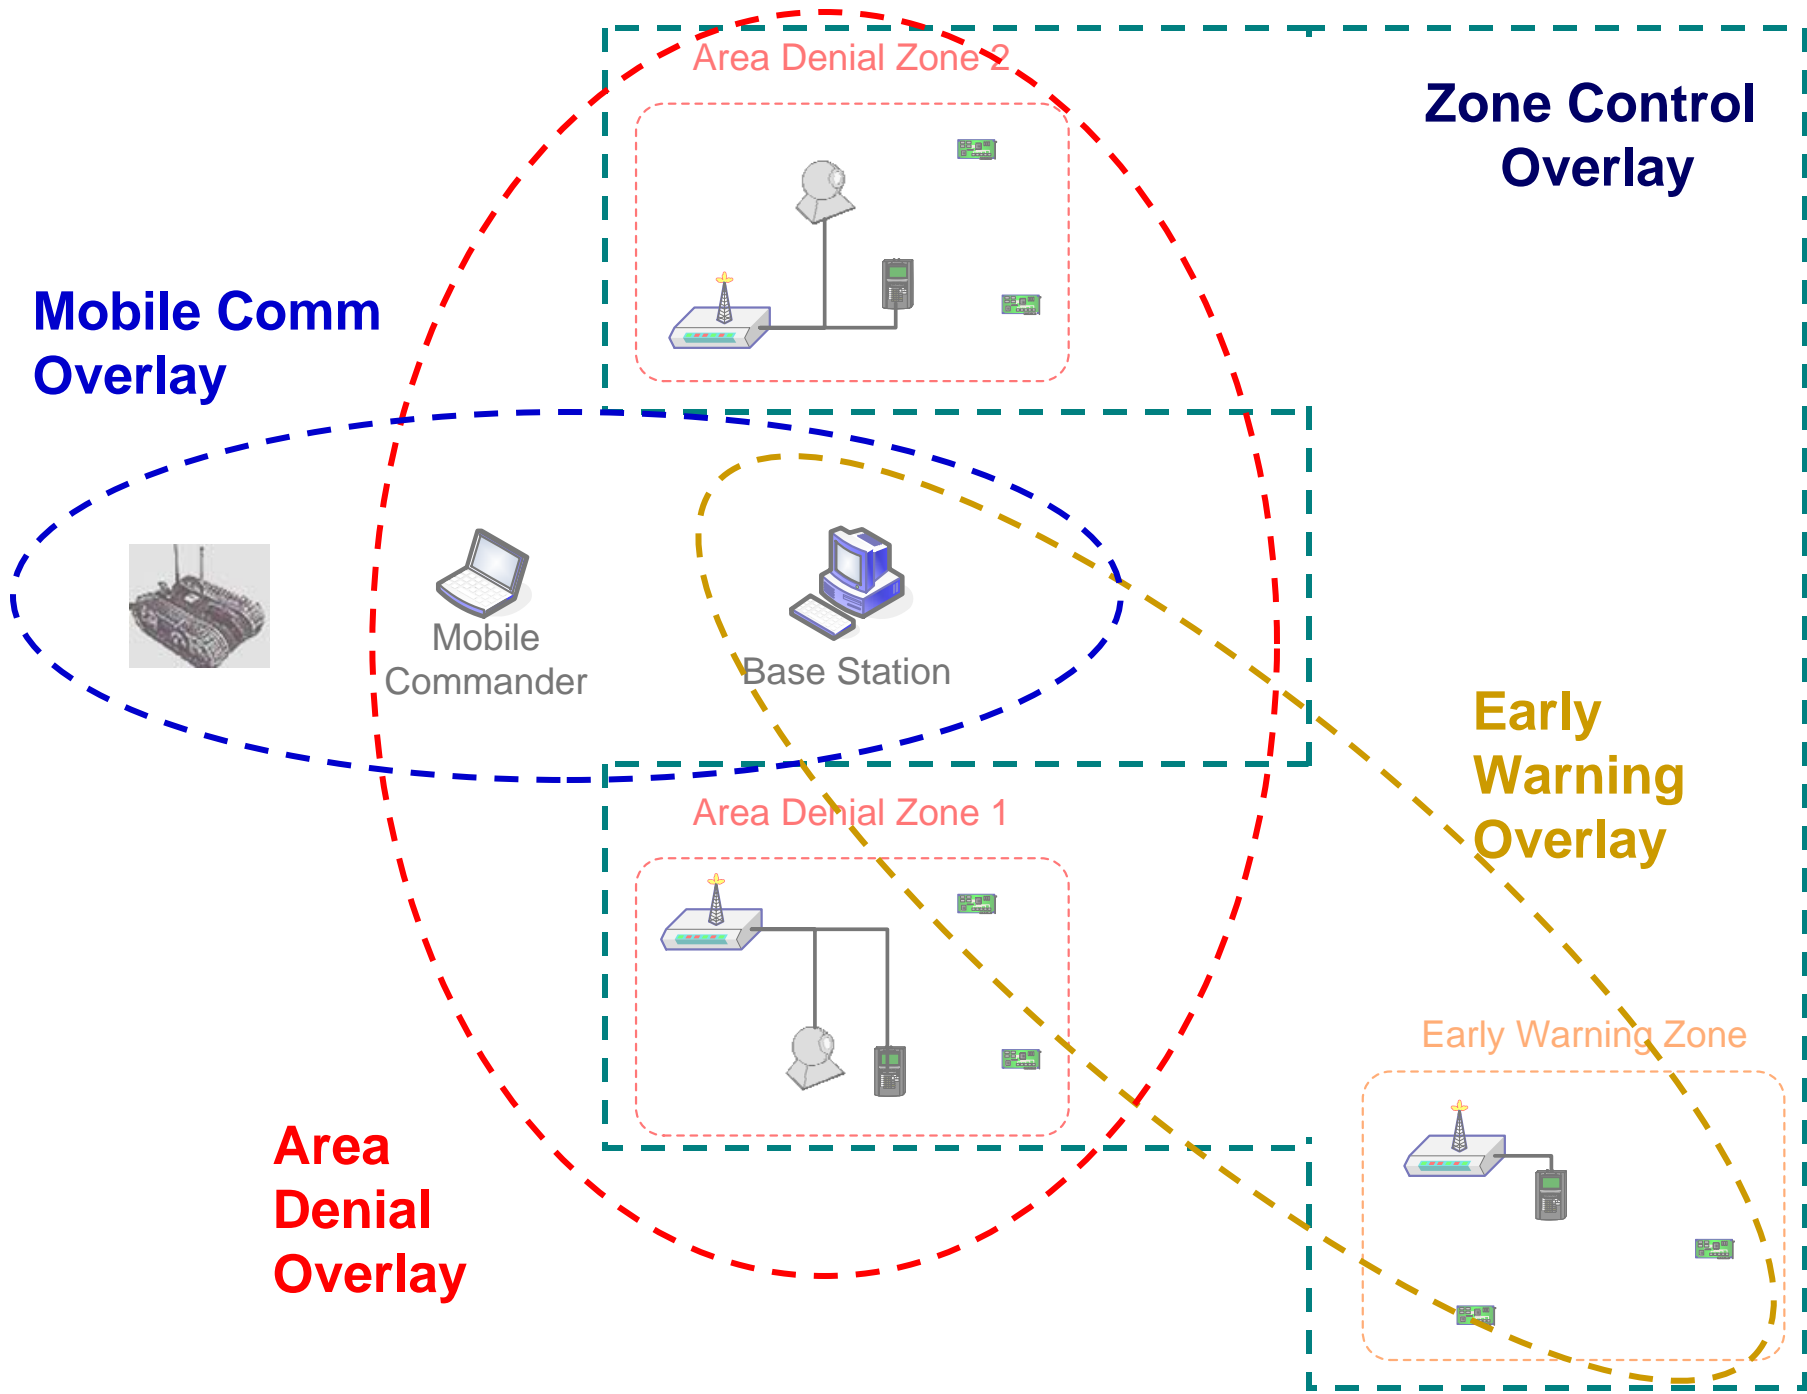 Area Denial Zone 2
Zone Control
Overlay
Mobile Comm
Overlay
Mobile
Commander
Base Station
Early
Warning
Overlay
Area Denial Zone 1
Early Warning Zone
Area
Denial
Overlay